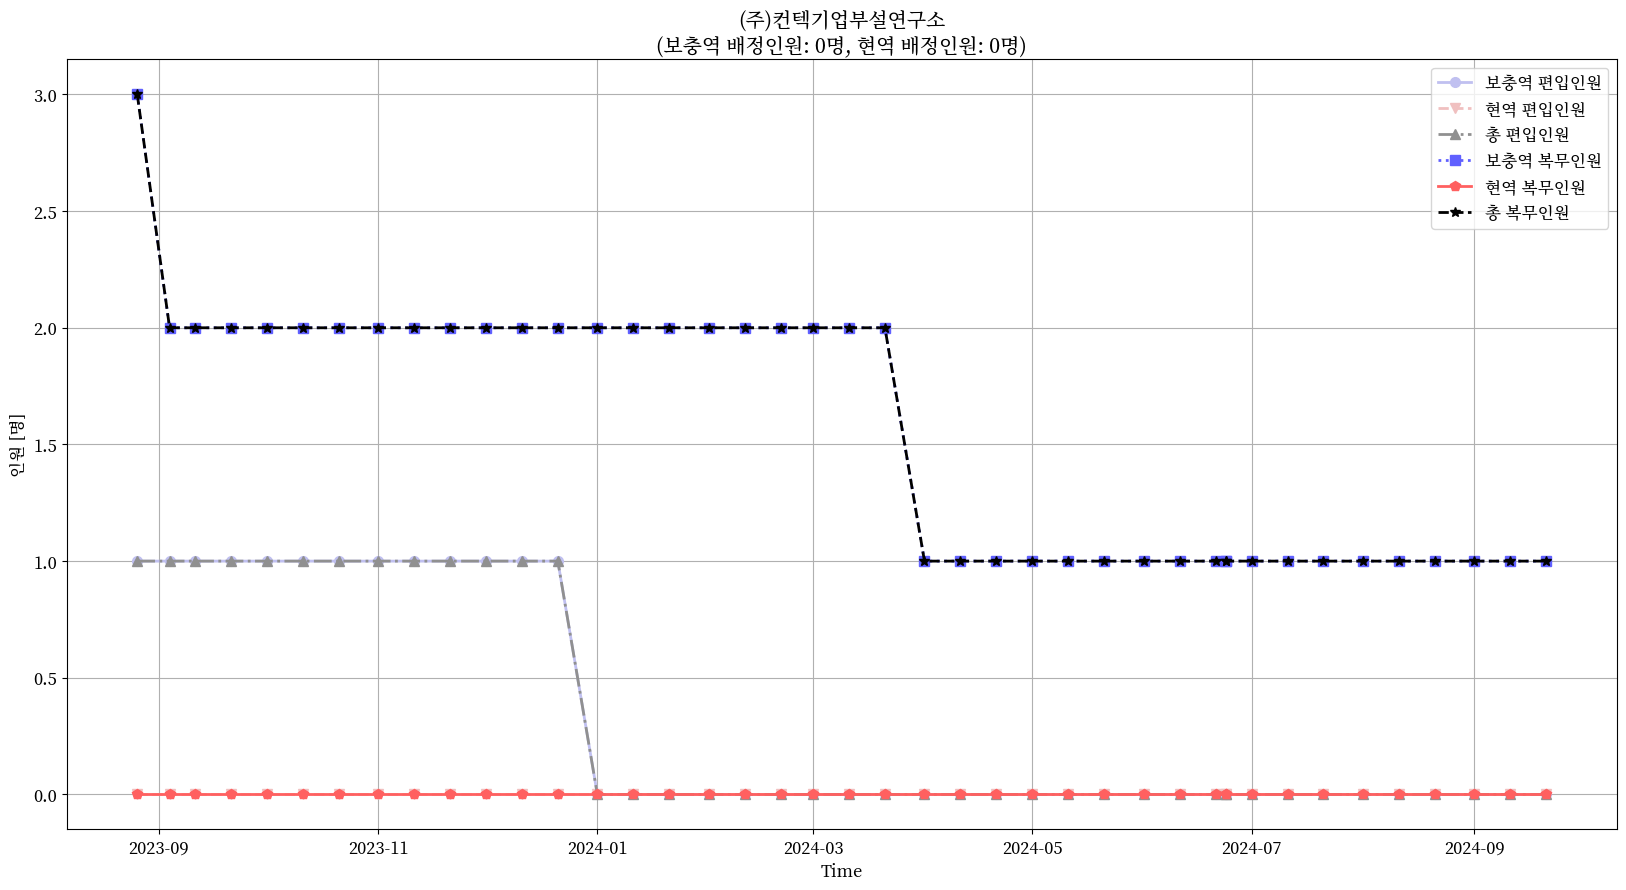 (주)컨텍기업부설연구소
(보충역 배정인원: 0명, 현역 배정인원: 0명)
보충역 편입인원
현역 편입인원
총 편입인원
보충역 복무인원
현역 복무인원
총 복무인원
인원 [명]
3.0
2.5
2.0
1.5
1.0
0.5
0.0
2023-09
2023-11
2024-01
2024-03
2024-05
2024-07
2024-09
Time